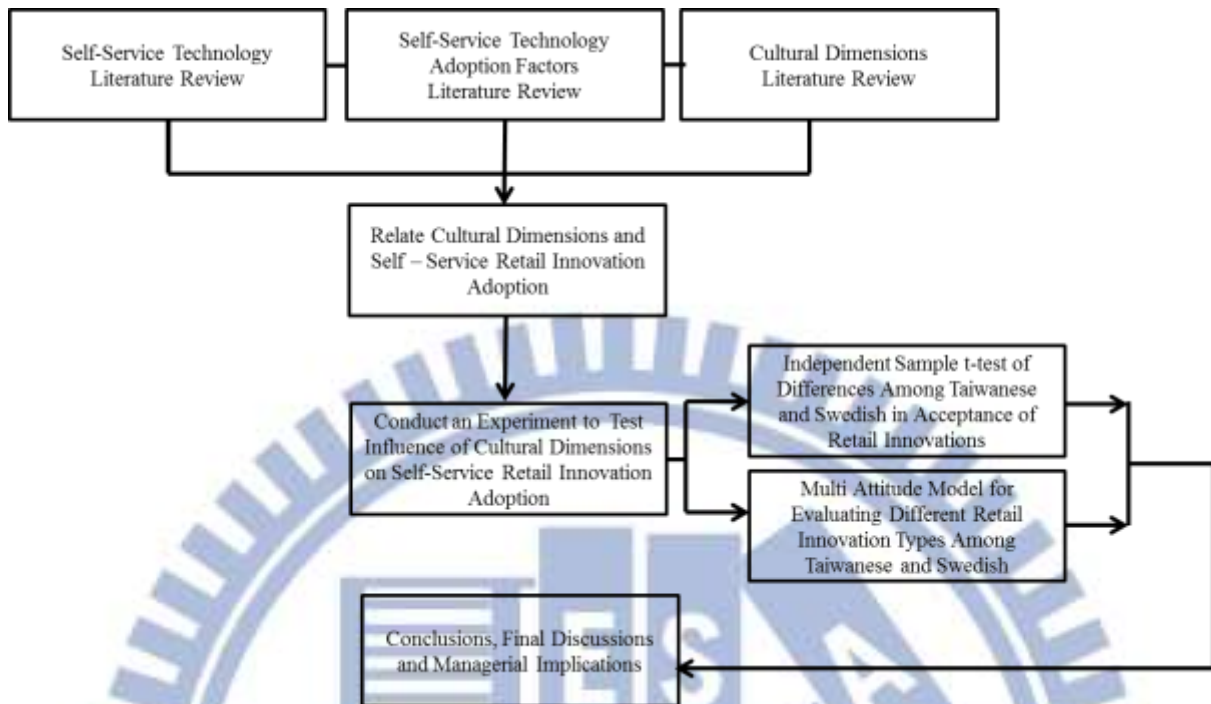 Self-Service Technology
Literature Review
Self-Service Technology
Adoption Factors
Literature Review
Cultural Dimensions
Literature Review
Relate Cultural Dimensions and
Self – Service Retail Innovation
Adoption
Conduct an Experiment to Test
Influence of Cultural Dimensions
on Self-Service Retail Innovation
Adoption
Independent Sample t-test of
Differences Among Taiwanese
and Swedish in Acceptance of
Retail Innovations
Multi Attitude Model for
Evaluating Different Retail
Innovation Types Among
Taiwanese and Swedish
Conclusions, Final Discussions
and Managerial Implications
ESA